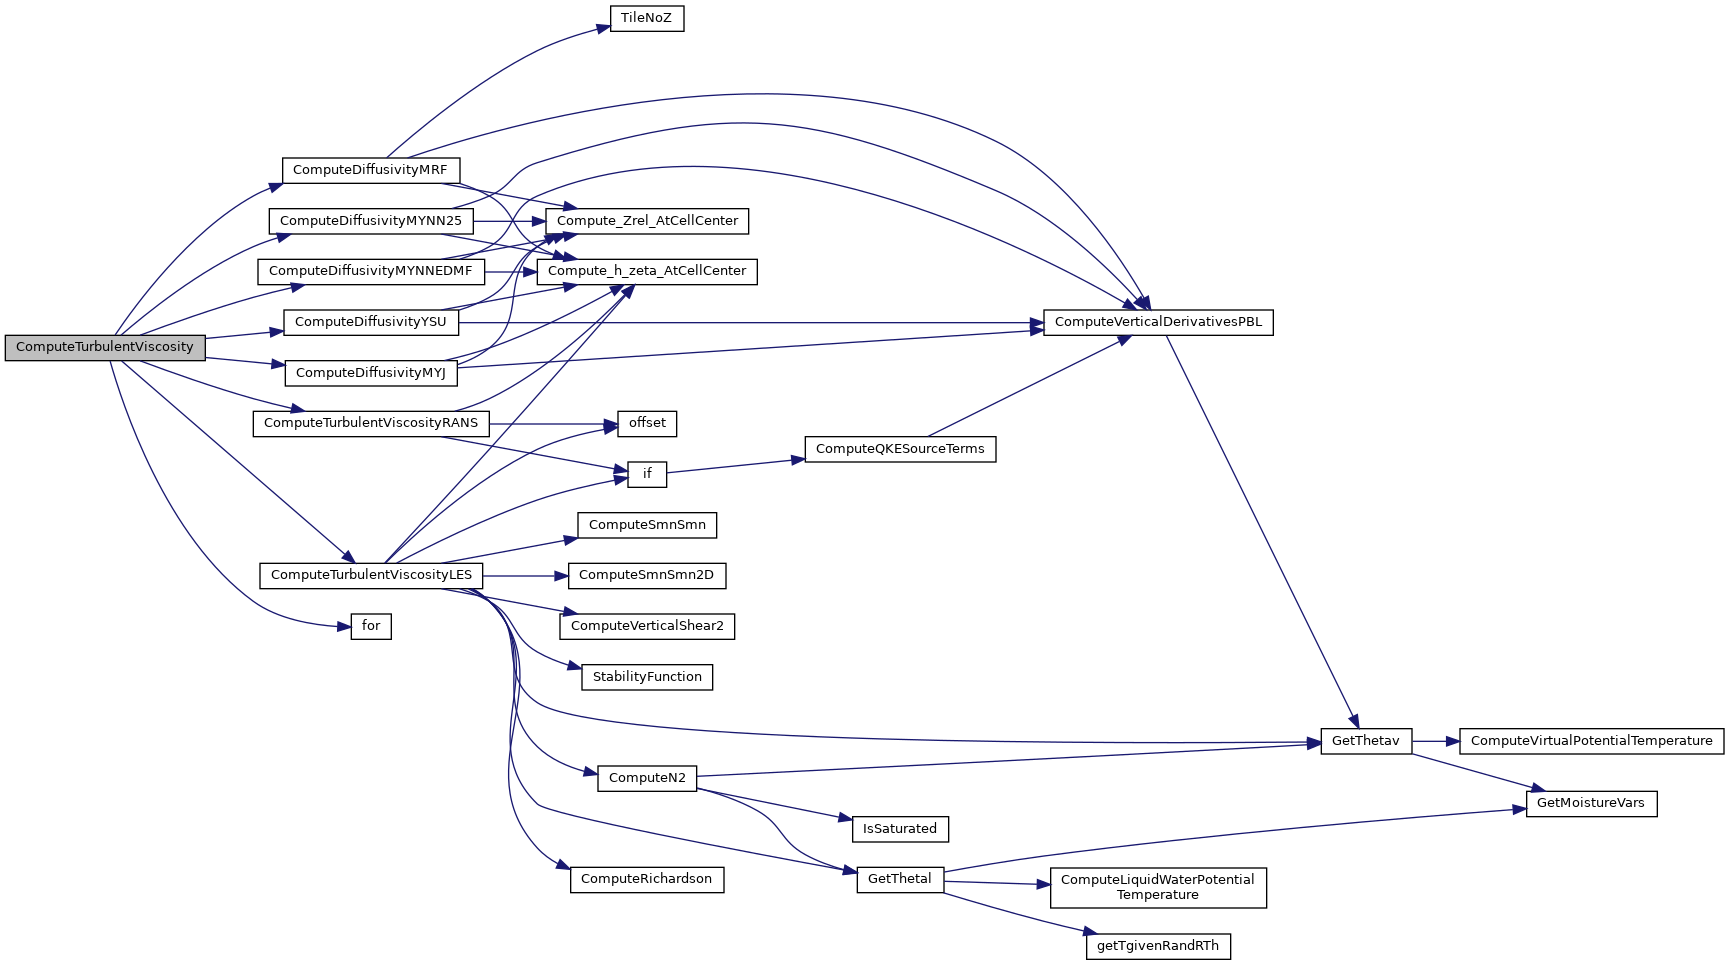 TileNoZ
ComputeDiffusivityMRF
ComputeDiffusivityMYNN25
Compute_Zrel_AtCellCenter
ComputeDiffusivityMYNNEDMF
Compute_h_zeta_AtCellCenter
ComputeDiffusivityYSU
ComputeVerticalDerivativesPBL
ComputeTurbulentViscosity
ComputeDiffusivityMYJ
ComputeTurbulentViscosityRANS
offset
ComputeQKESourceTerms
if
ComputeSmnSmn
ComputeTurbulentViscosityLES
ComputeSmnSmn2D
for
ComputeVerticalShear2
StabilityFunction
GetThetav
ComputeVirtualPotentialTemperature
ComputeN2
GetMoistureVars
IsSaturated
ComputeRichardson
GetThetal
ComputeLiquidWaterPotential
Temperature
getTgivenRandRTh